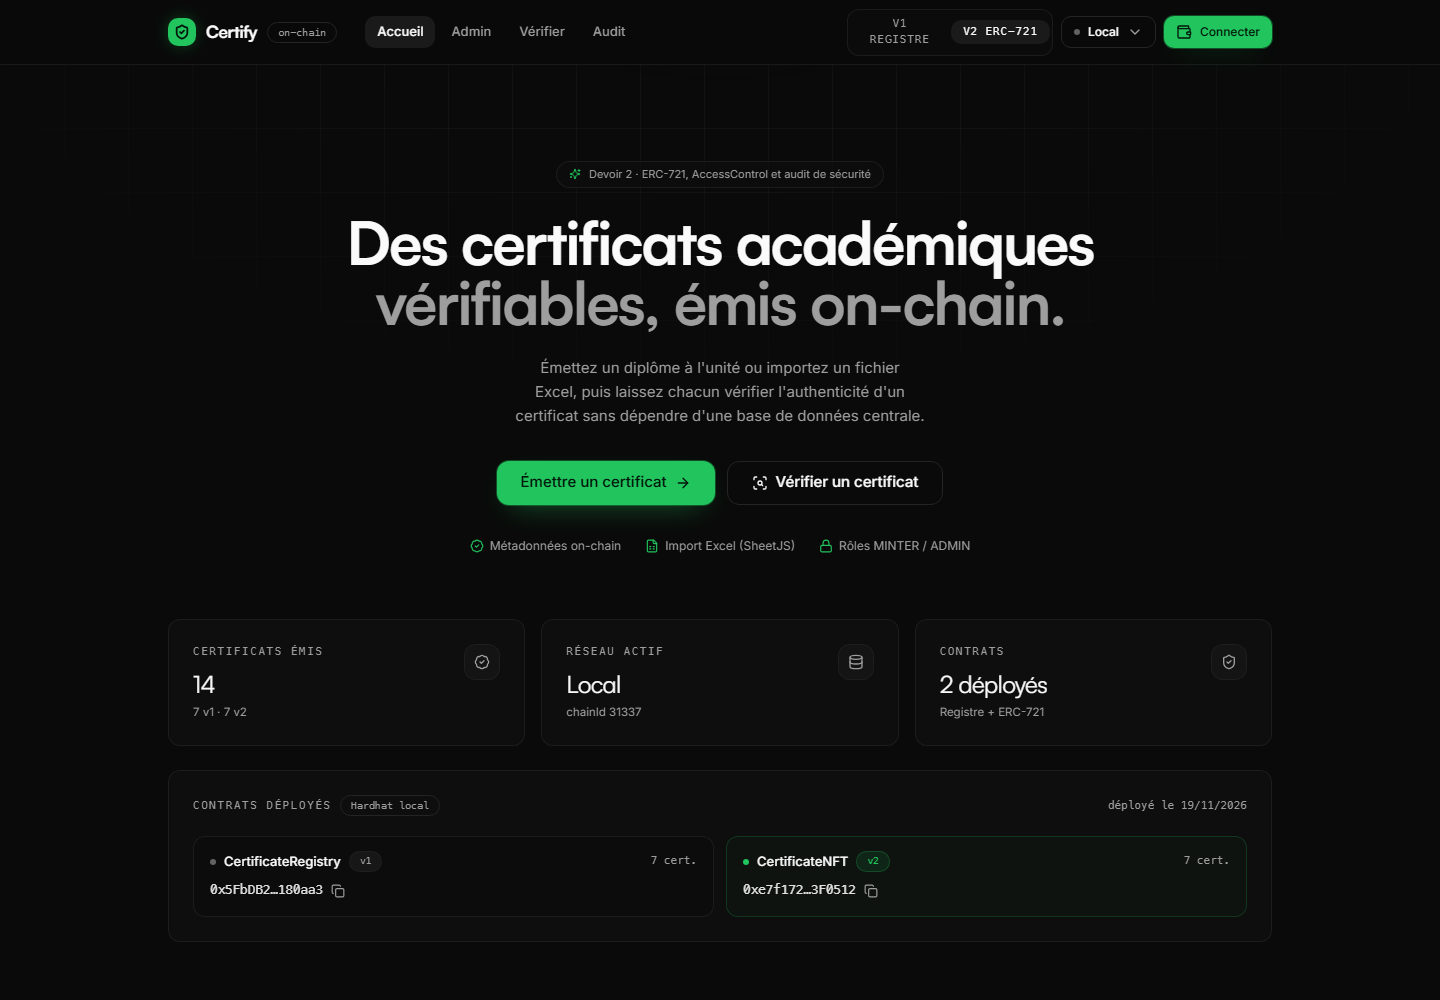 Certify
on-chain
Accueil
Admin
Vérifier
Audit
V1
REGISTRE
V2 ERC-721
Local
Connecter
Devoir 2 · ERC-721, AccessControl et audit de sécurité
Des certificats académiques
vérifiables, émis on-chain.
Émettez un diplôme à l'unité ou importez un fichier
Excel, puis laissez chacun vérifier l'authenticité d'un
certificat sans dépendre d'une base de données centrale.
Émettre un certificat
Vérifier un certificat
Métadonnées on-chain
Import Excel (SheetJS)
Rôles MINTER / ADMIN
CERTIFICATS ÉMIS
14
7 v1 · 7 v2
RÉSEAU ACTIF
Local
chainId 31337
CONTRATS
2 déployés
Registre + ERC-721
CONTRATS DÉPLOYÉS
Hardhat local
déployé le 19/11/2026
CertificateRegistry
v1
7 cert.
0x5FbDB2…180aa3
CertificateNFT
v2
7 cert.
0xe7f172…3F0512